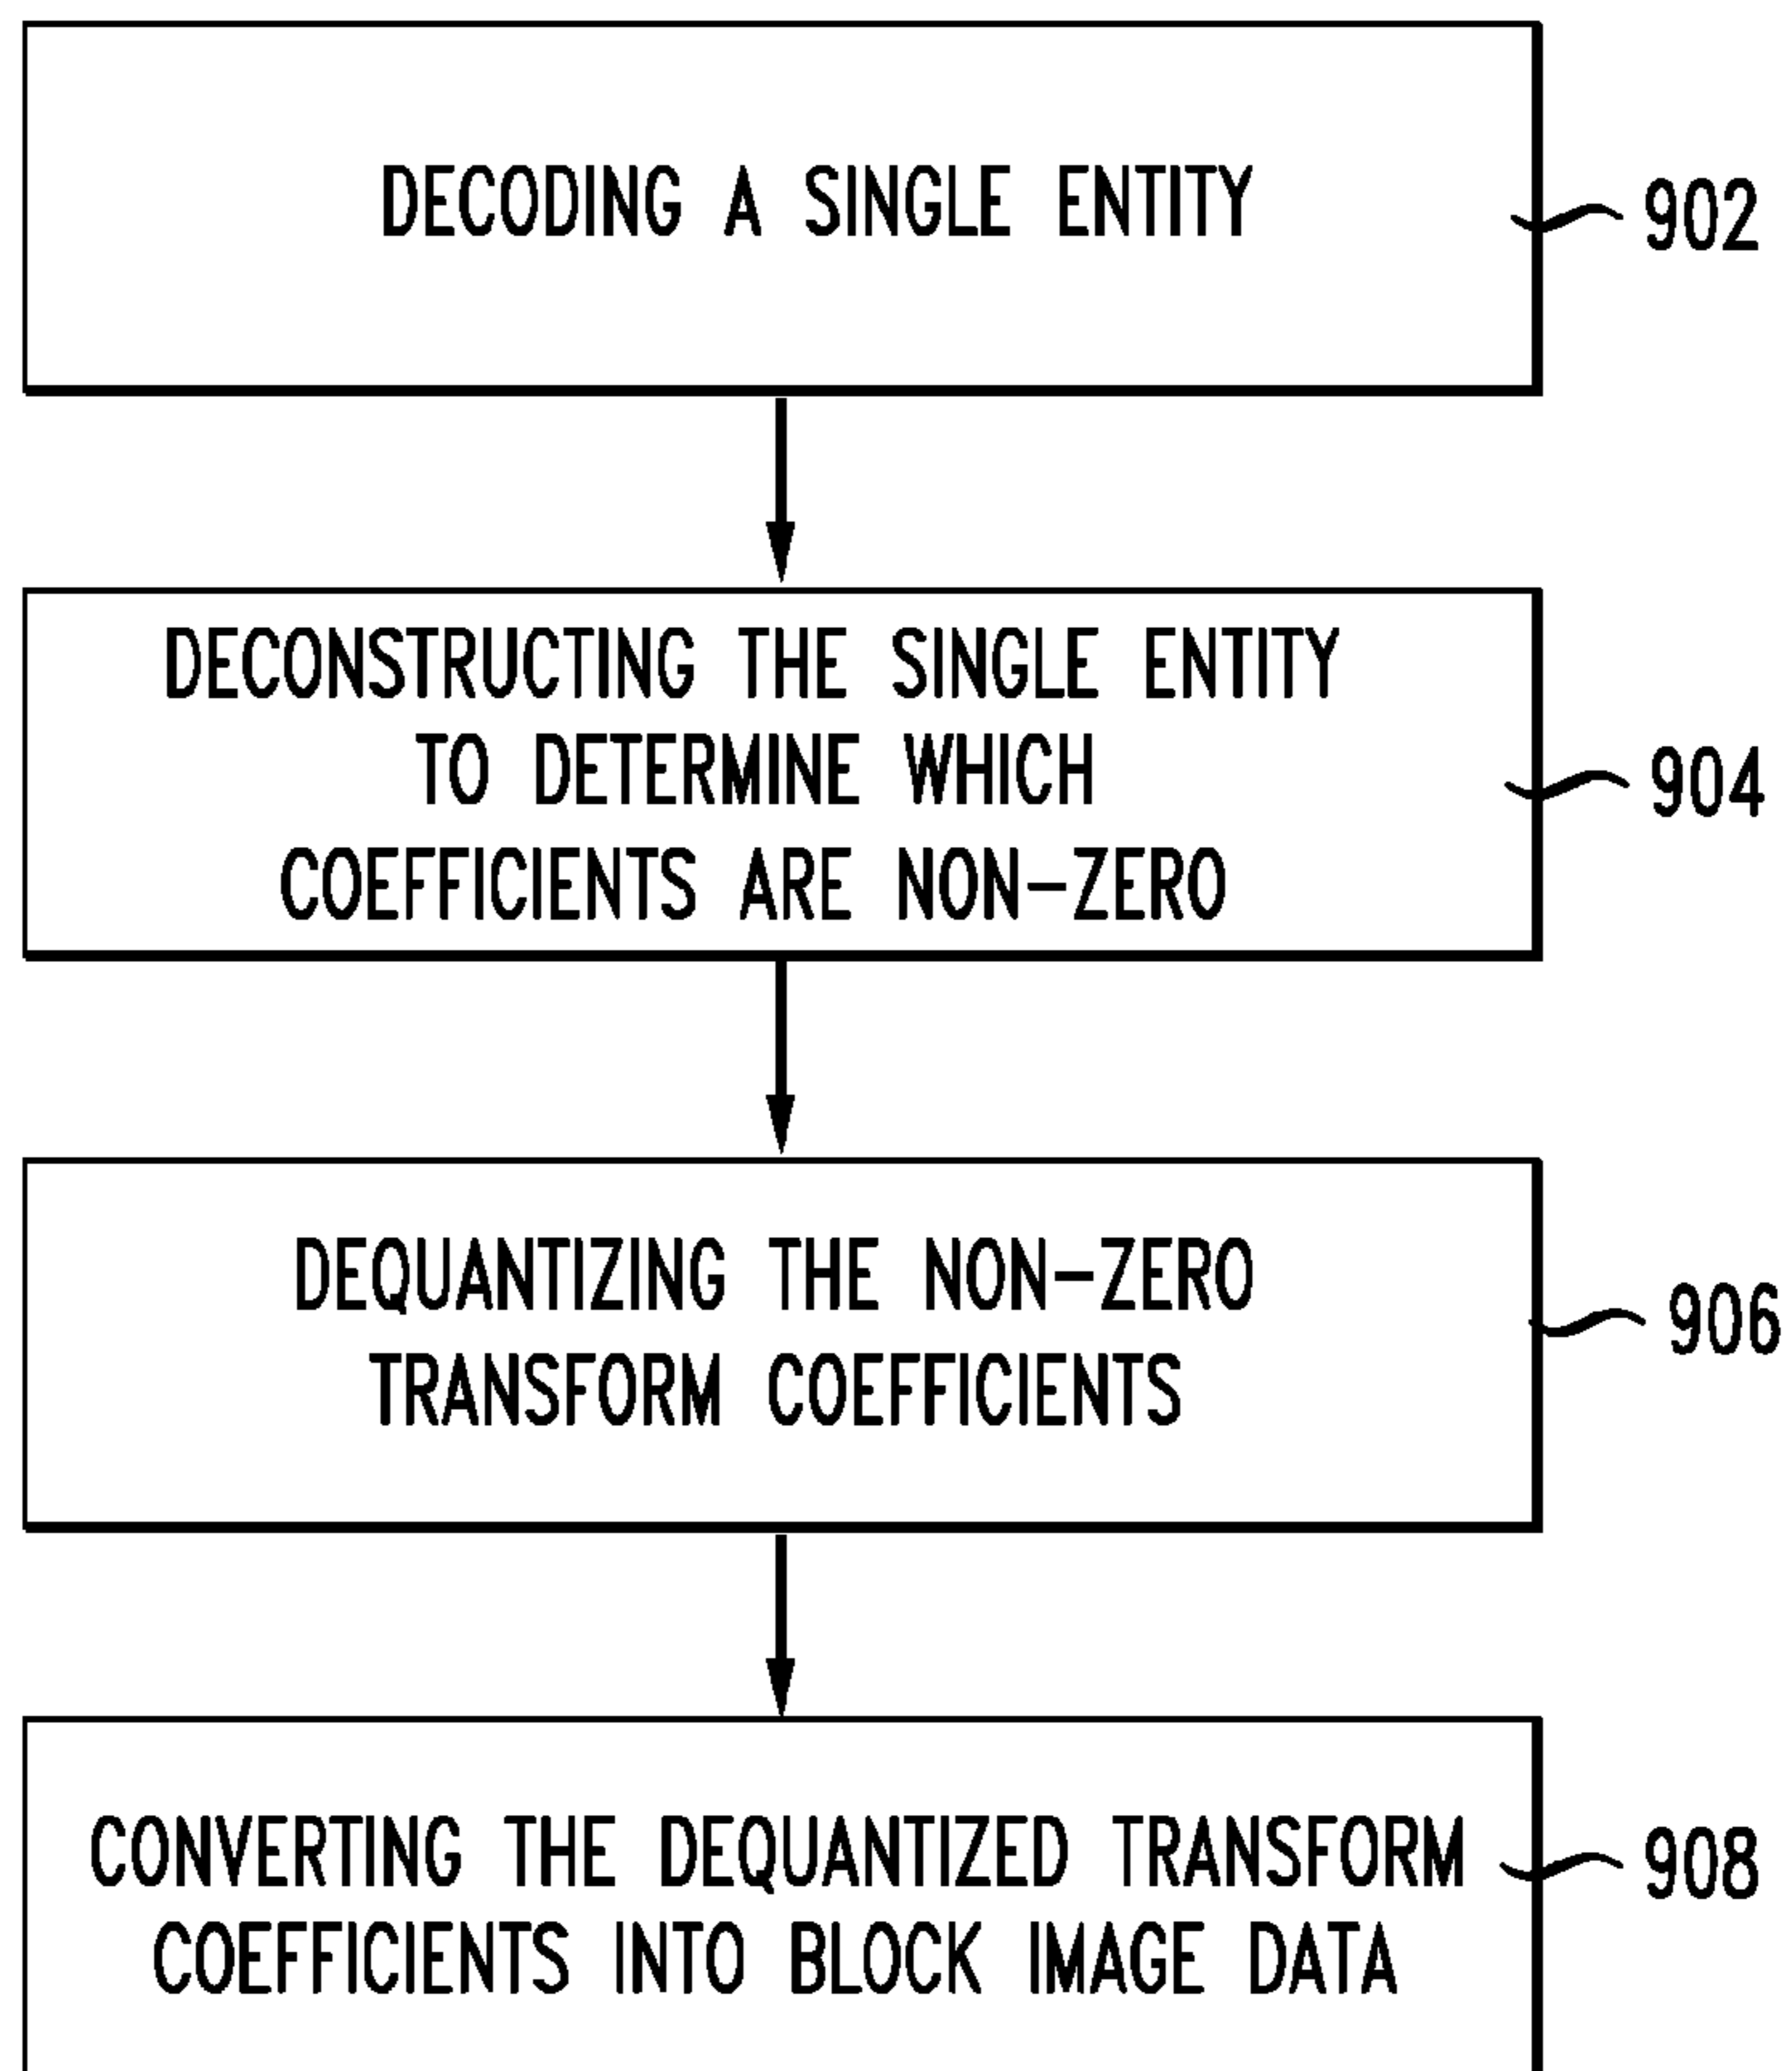 DECODING A SINGLE ENTITY
902
DECONSTRUCTING THE SINGLE ENTITY
TO DETERMINE WHICH
COEFFICIENTS ARE NON-ZERO
904
DEQUANTIZING THE NON-ZERO
TRANSFORM COEFFICIENTS
906
CONVERTING THE DEQUANTIZED TRANSFORM
COEFFICIENTS INTO BLOCK IMAGE DATA
908